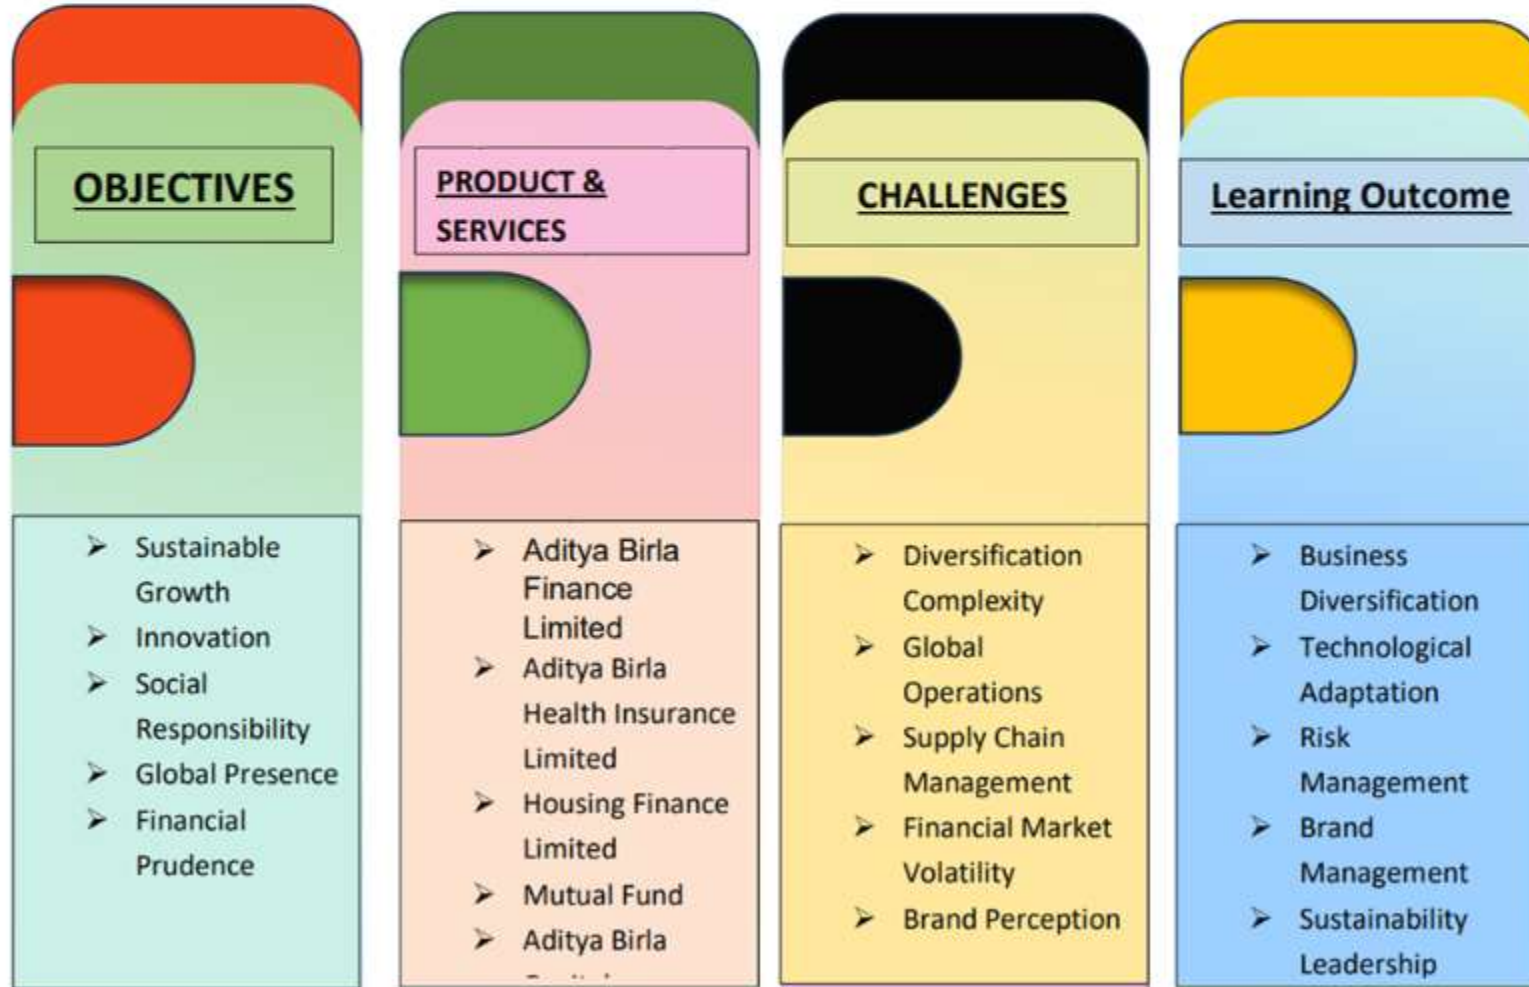 OBJECTIVES
➢ Sustainable
Growth
➢ Innovation
➢ Social
Responsibility
➢ Global Presence
➢ Financial
Prudence
PRODUCT &
SERVICES
➢ Aditya Birla
Finance
Limited
➢ Aditya Birla
Health Insurance
Limited
➢ Housing Finance
Limited
➢ Mutual Fund
➢ Aditya Birla
CHALLENGES
➢ Diversification
Complexity
➢ Global
Operations
➢ Supply Chain
Management
➢ Financial Market
Volatility
➢ Brand Perception
Learning Outcome
➢ Business
Diversification
➢ Technological
Adaptation
➢ Risk
Management
➢ Brand
Management
➢ Sustainability
Leadership